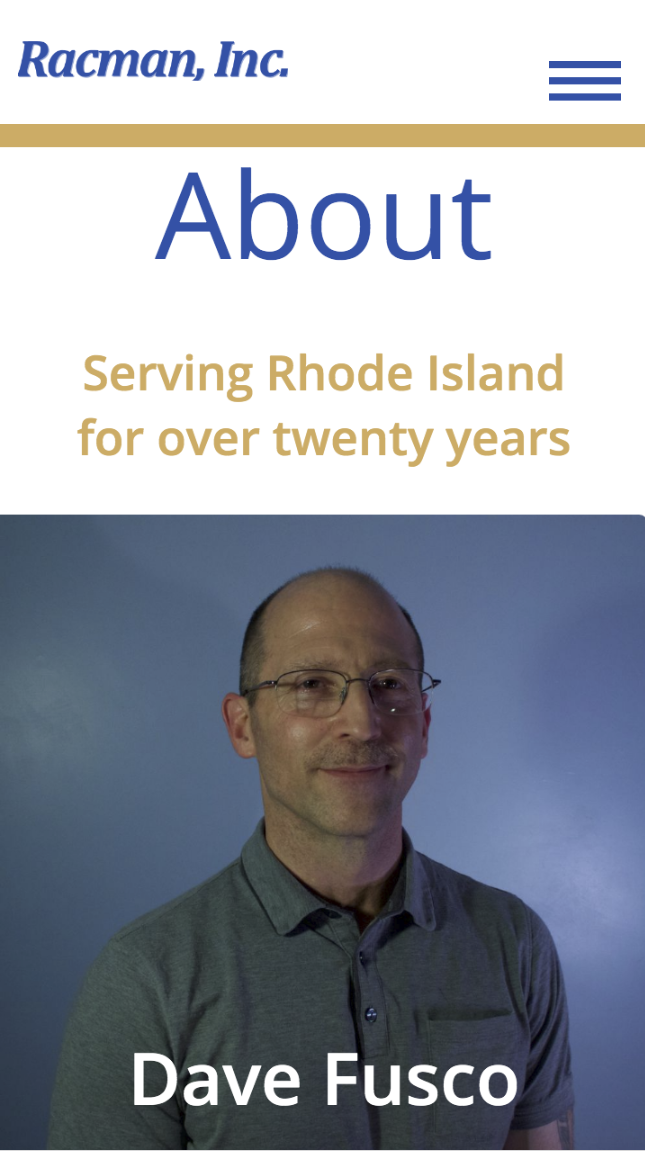 Racman, Inc.
About
Serving Rhode Island
for over twenty years
Dave Fusco